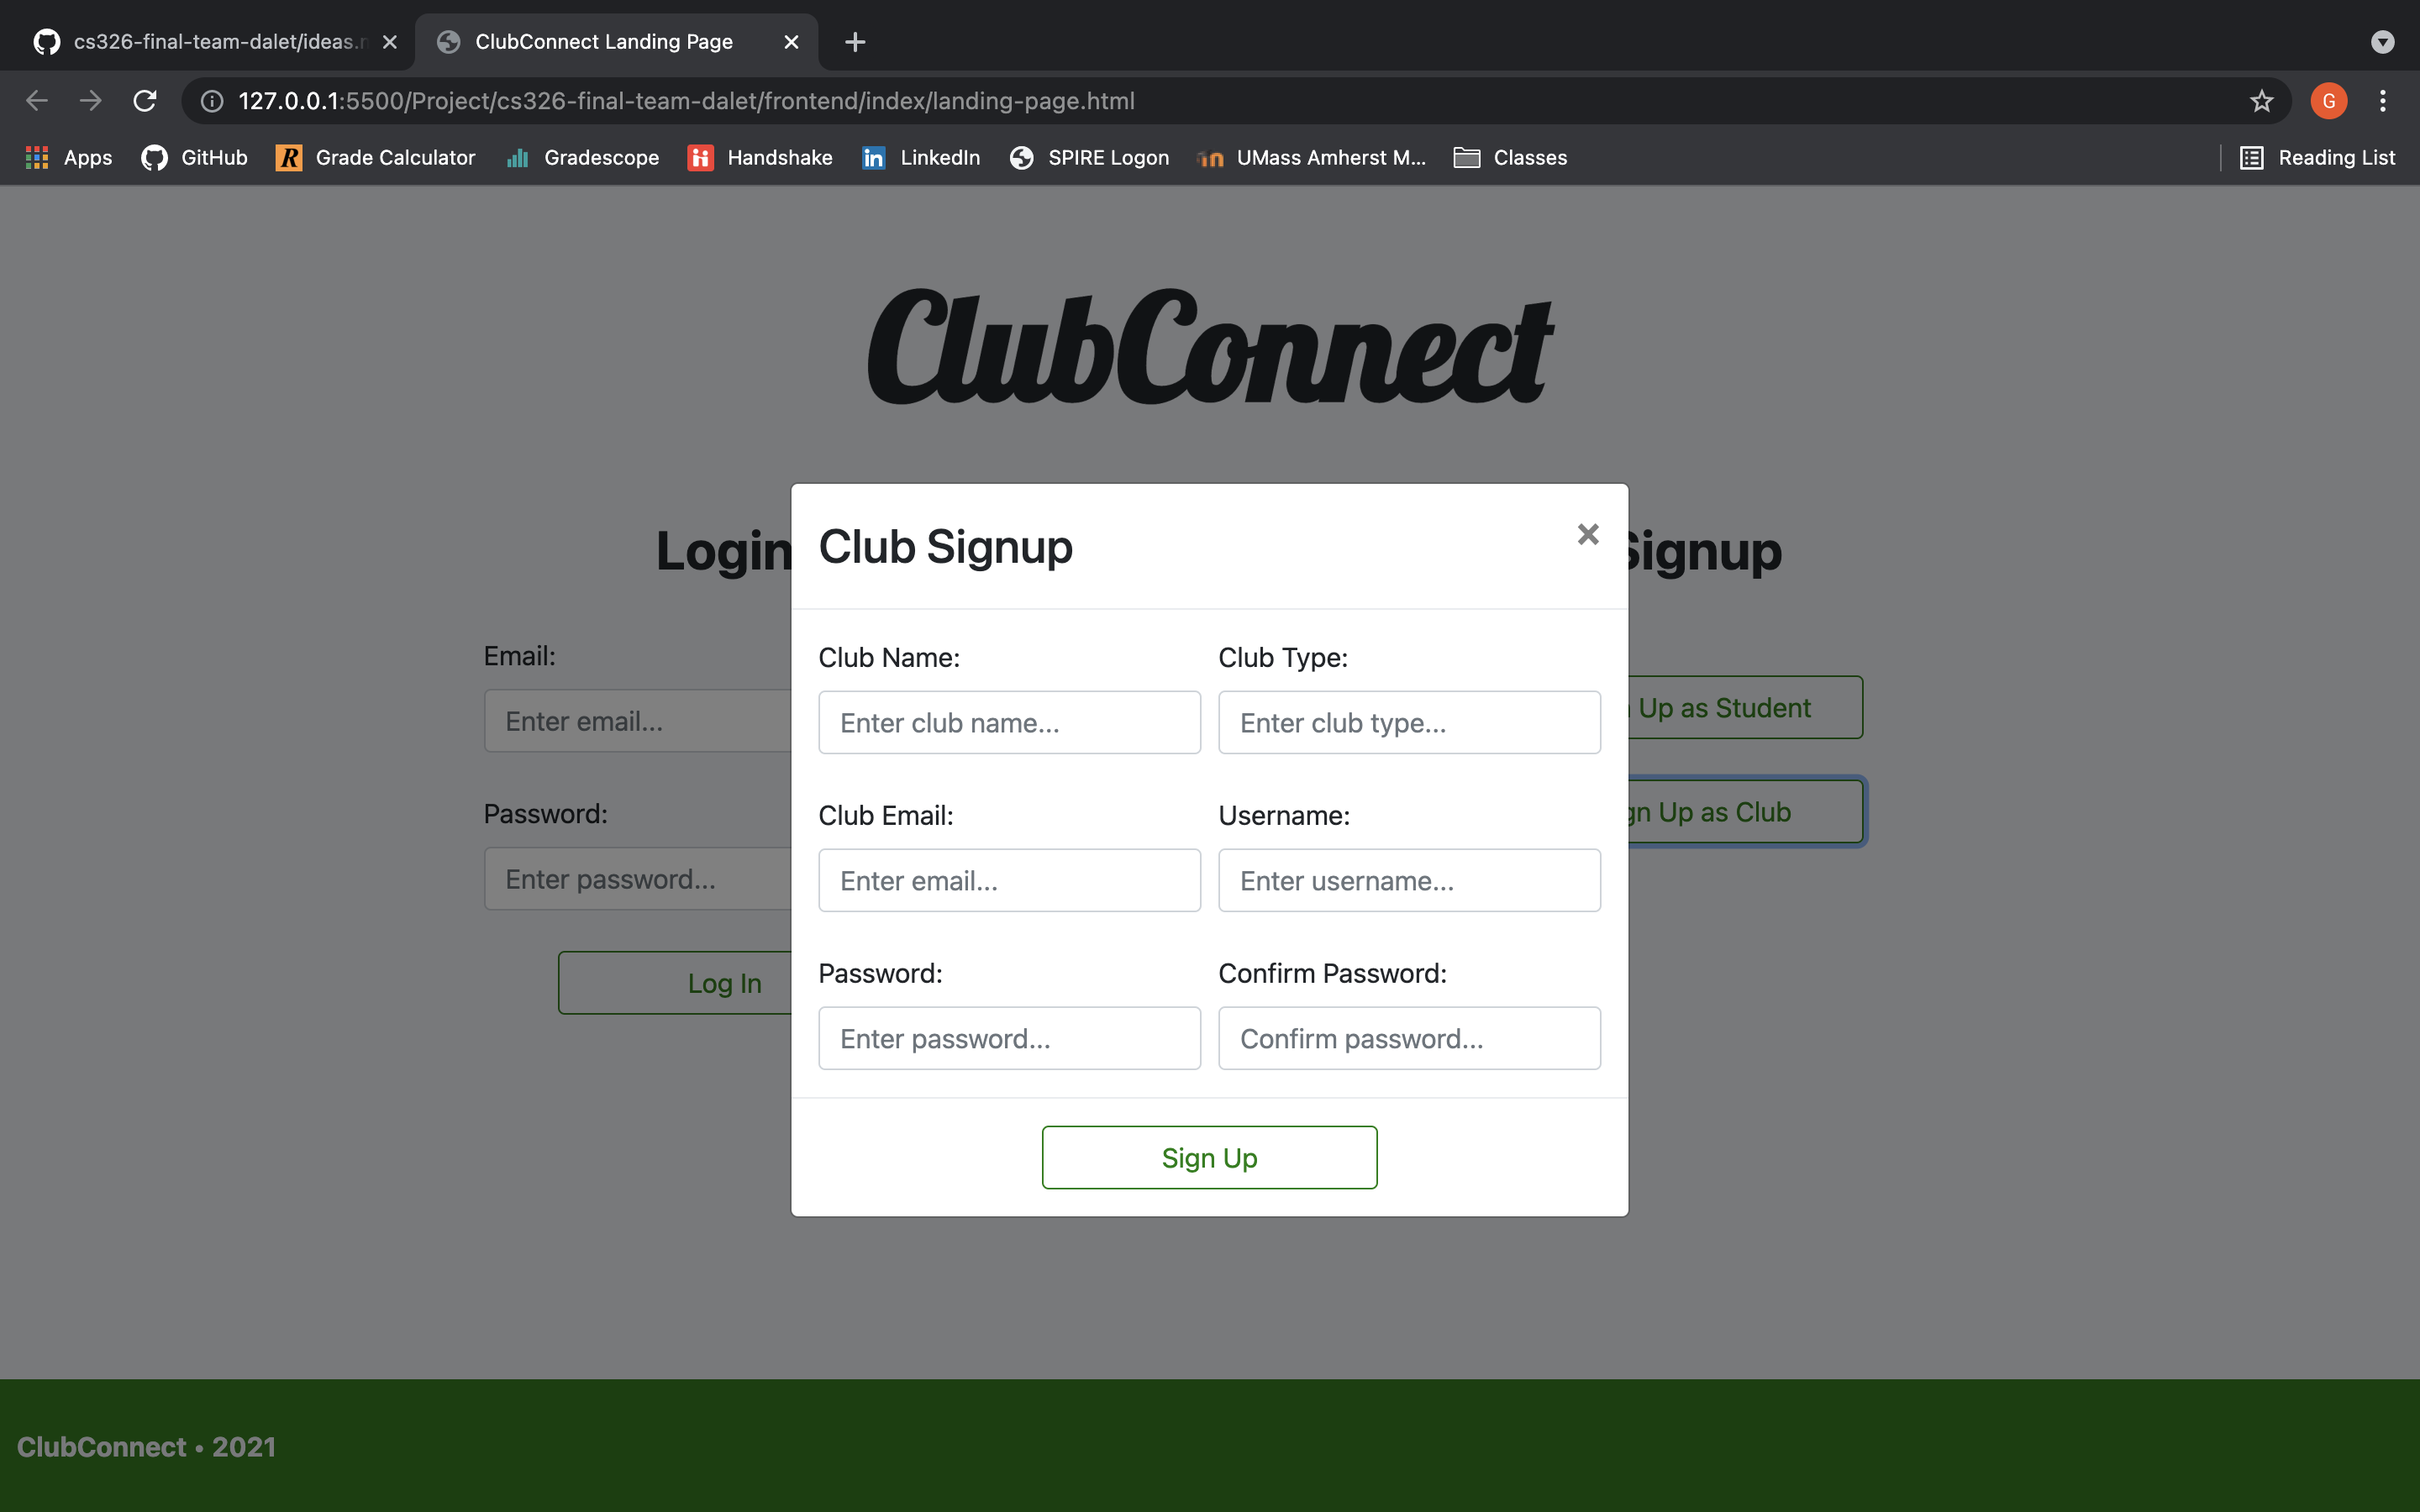 cs326-final-team-dalet/ideas.m
ClubConnect Landing Page
127.0.0.1:5500/Project/cs326-final-team-dalet/frontend/index/landing-page.html
G
Apps GitHub Grade Calculator Gradescope Handshake LinkedIn SPIRE Logon UMass Amherst M... Classes Reading List
ClubConnect
Login
Signup
Email:
Enter email...
Password:
Enter password...
Log In
Up as Student
gn Up as Club
Club Signup
Club Name: Club Type:
Enter club name... Enter club type...
Club Email: Username:
Enter email... Enter username...
Password: Confirm Password:
Enter password... Confirm password...
Sign Up
ClubConnect • 2021